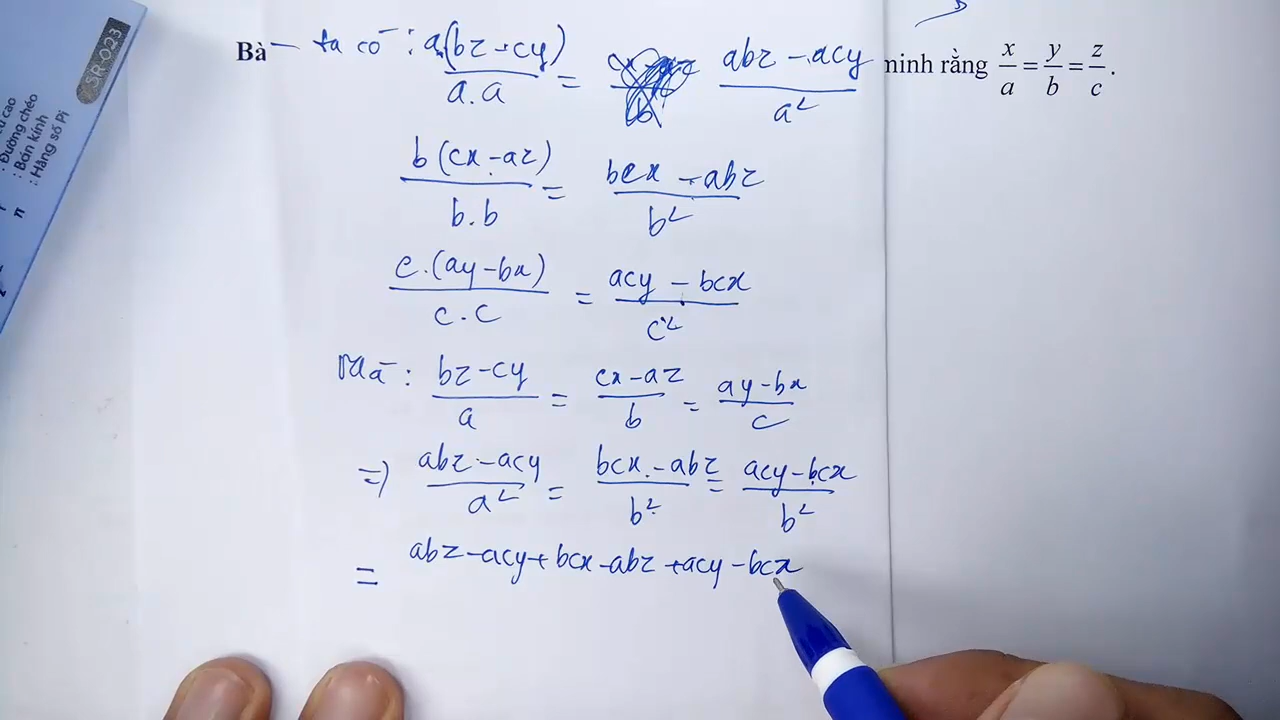 SR-023
cao
: Đường chéo
: Bán kính
: Hằng số Pi
π
Bà
minh rằng x/a = y/b = z/c.
– ta có : a(bz - cy)/a.a = (abz - acy)/a²
b(cx - az)/b.b = (bcx - abz)/b²
c.(ay - bx)/c.c = (acy - bcx)/c²
Mà : (bz - cy)/a = (cx - az)/b = (ay - bx)/c
=> (abz - acy)/a² = (bcx - abz)/b² = (acy - bcx)/b²
= abz - acy + bcx - abz + acy - bcx